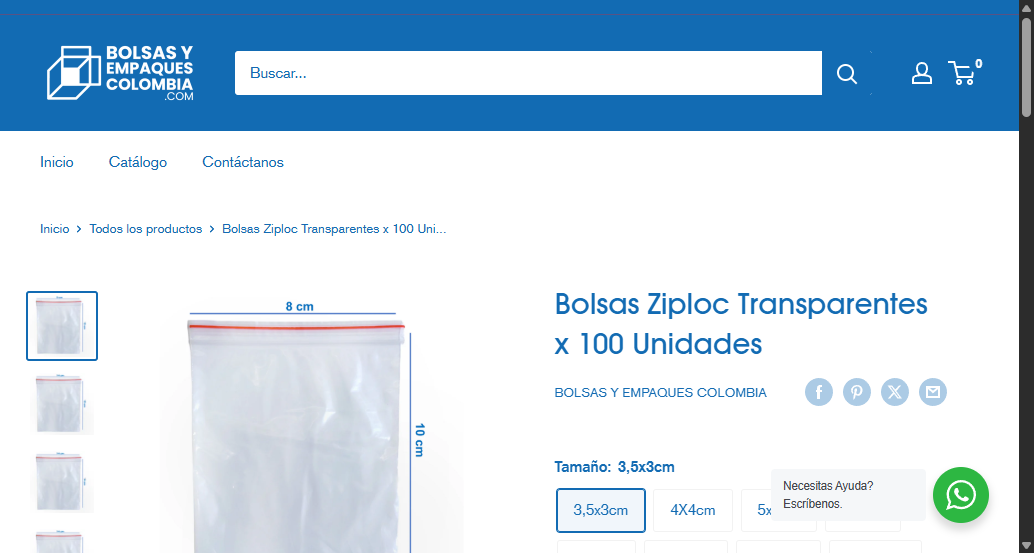 BOLSAS Y
EMPAQUES
COLOMBIA
.COM
Buscar...
0
Inicio
Catálogo
Contáctanos
Inicio > Todos los productos > Bolsas Ziploc Transparentes x 100 Uni...
8 cm
10 cm
Bolsas Ziploc Transparentes
x 100 Unidades
BOLSAS Y EMPAQUES COLOMBIA
Tamaño: 3,5x3cm
3,5x3cm
4X4cm
5x
Necesitas Ayuda?
Escríbenos.